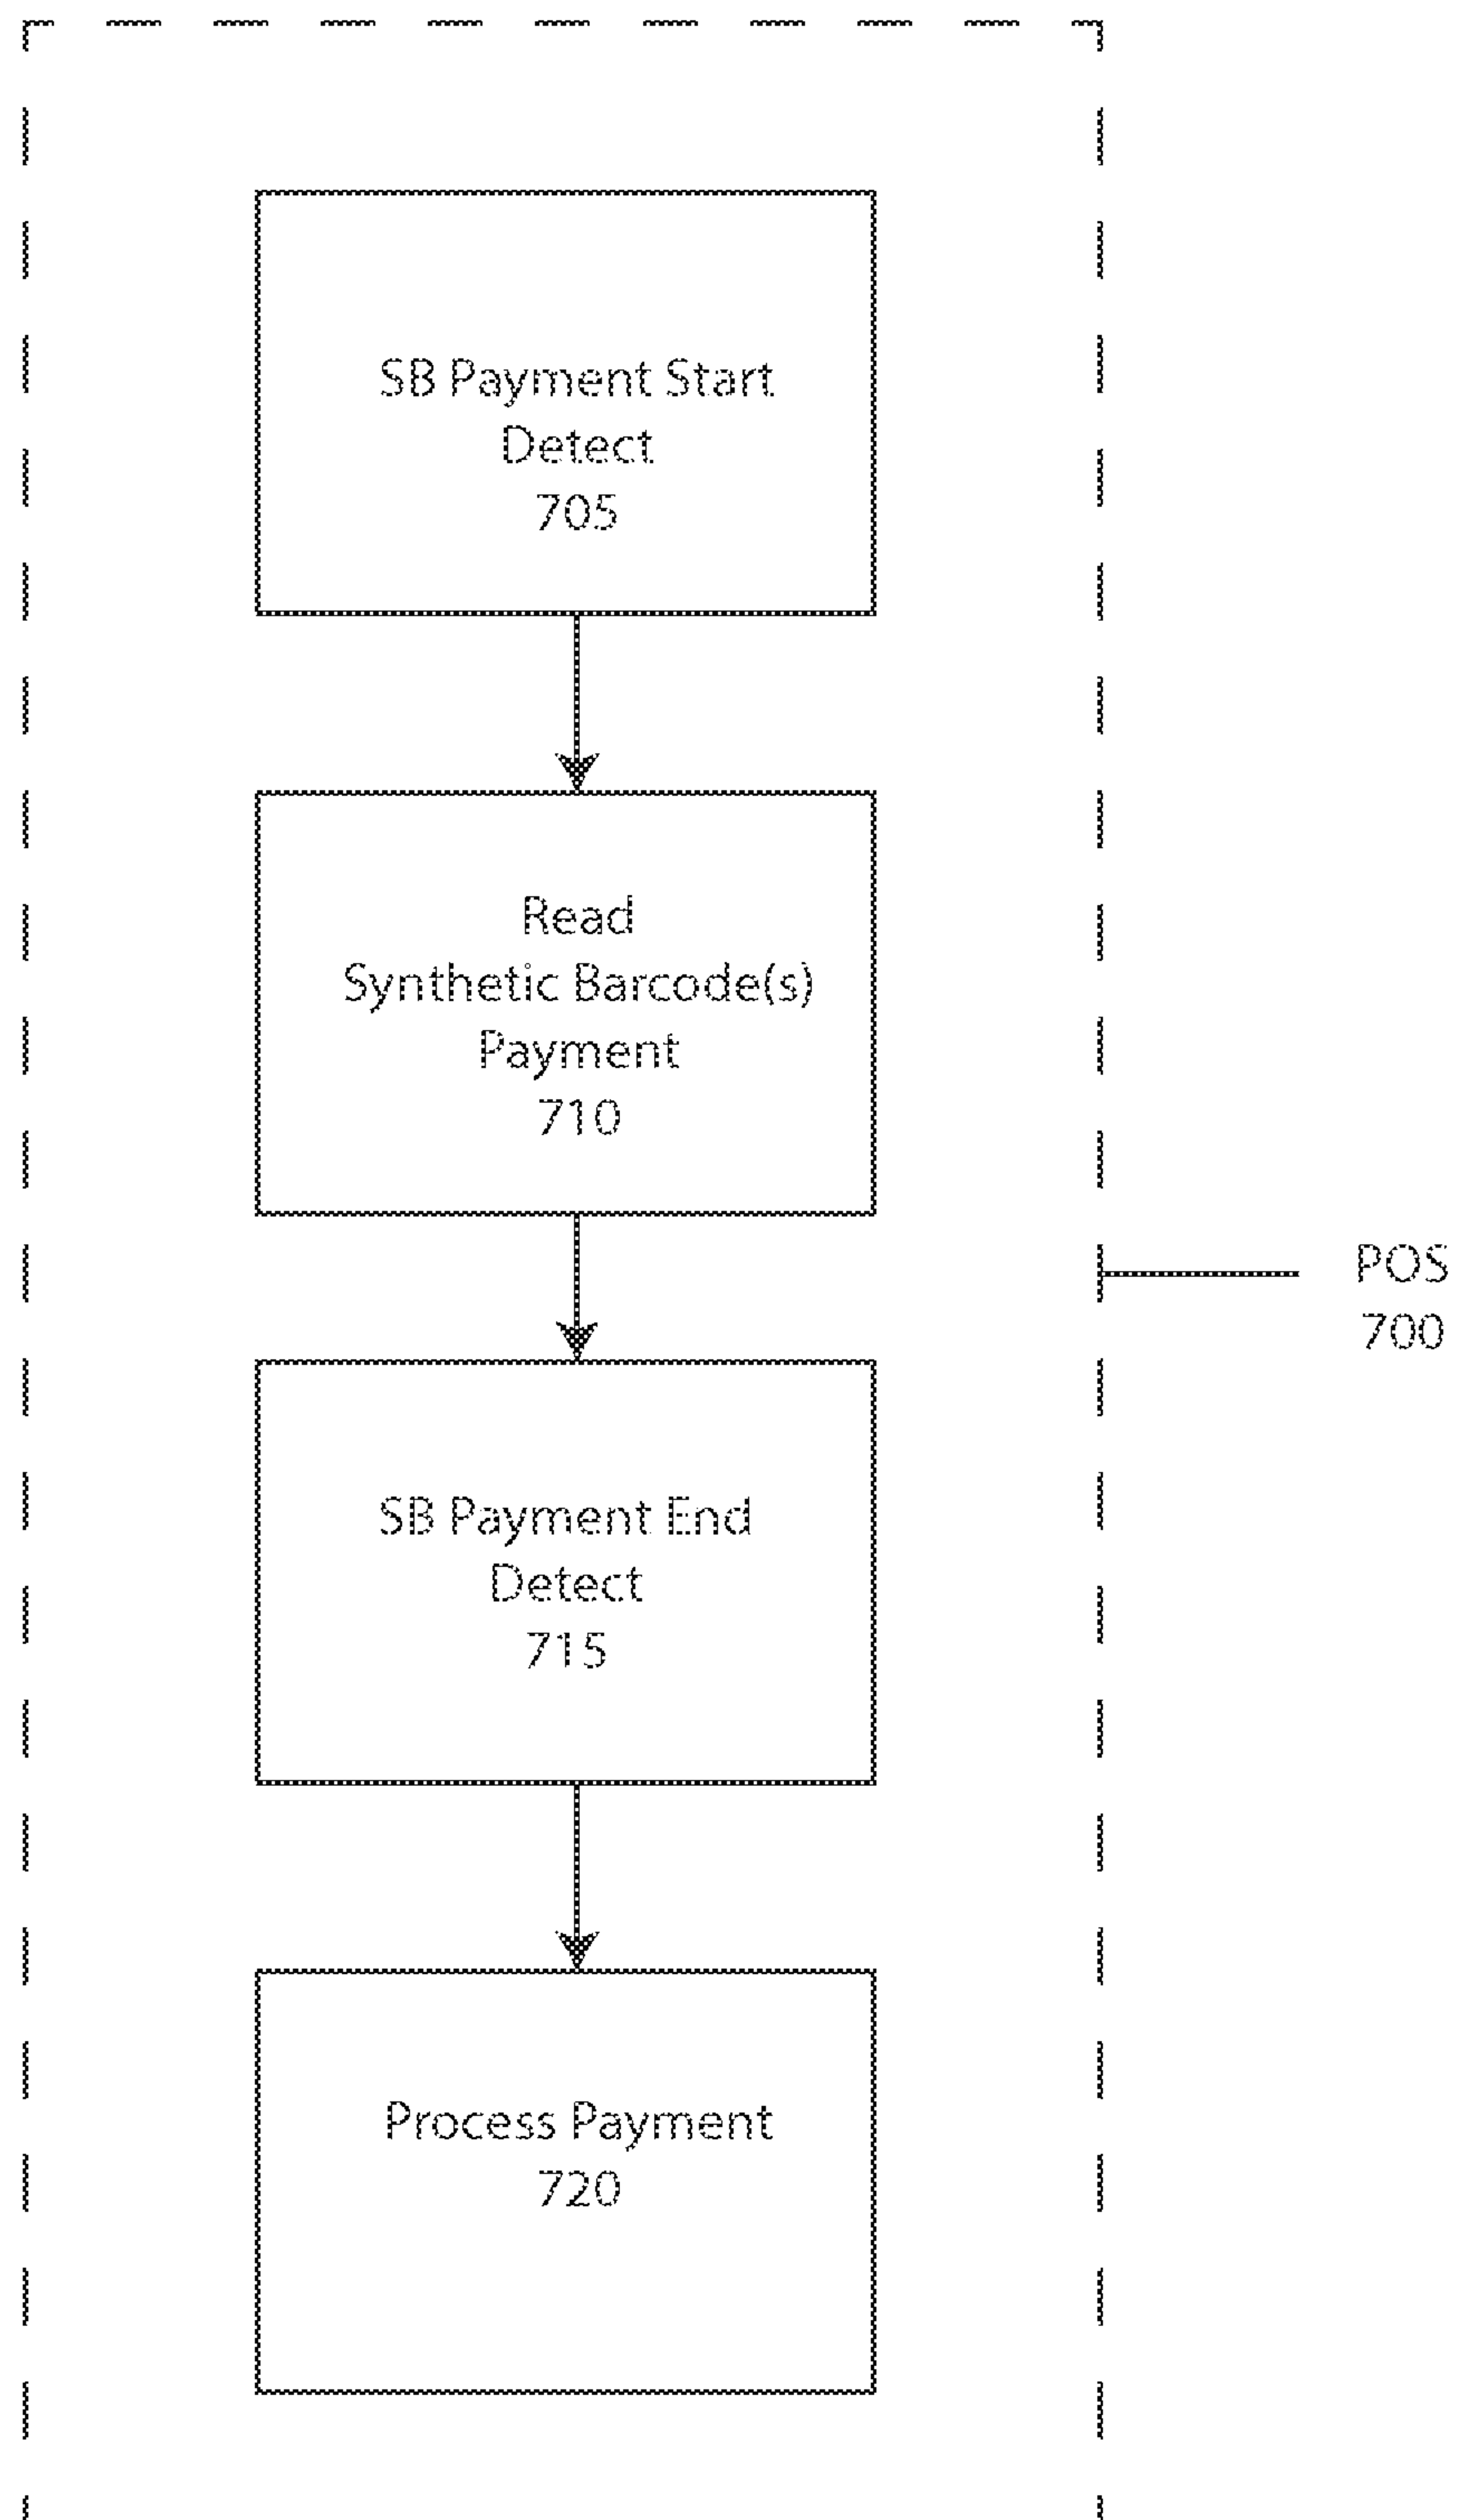 SB Payment Start
Detect
705
Read
Synthetic Barcode(s)
Payment
710
POS
700
SB Payment End
Detect
715
Process Payment
720